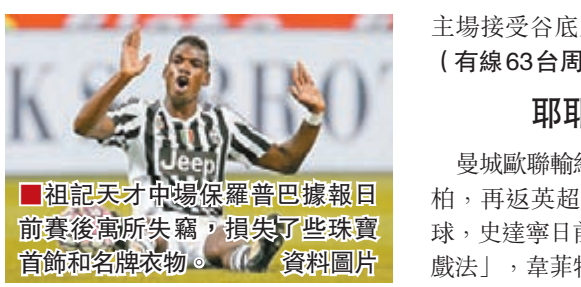 Jeep
■祖記天才中場保羅普巴據報日
前賽後寓所失竊，損失了些珠寶
首飾和名牌衣物。 資料圖片
主場接受谷底
（有線63台周
耶耶
曼城歐聯輸
柏，再返英超
球，史達寧日前
戲法」，韋菲特